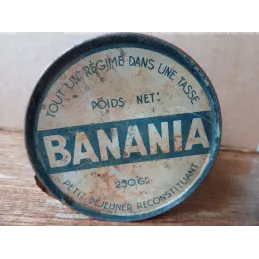 TOUT UN RÉGIME DANS UNE TASSE
POIDS NET:
BANANIA
250 Gr
PETIT DÉJEUNER RECONSTITUANT